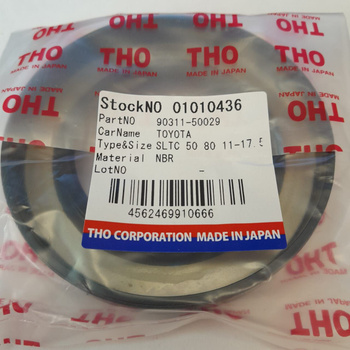 THO THO THO
MADE IN JAPAN
StockNO 01010436
PartNO 90311-50029
CarName TOYOTA
Type&Size SLTC 50 80 11-17.5
Material NBR
LotNO -
4562469910666
THO CORPORATION MADE IN JAPAN
THO
MADE IN JAPAN